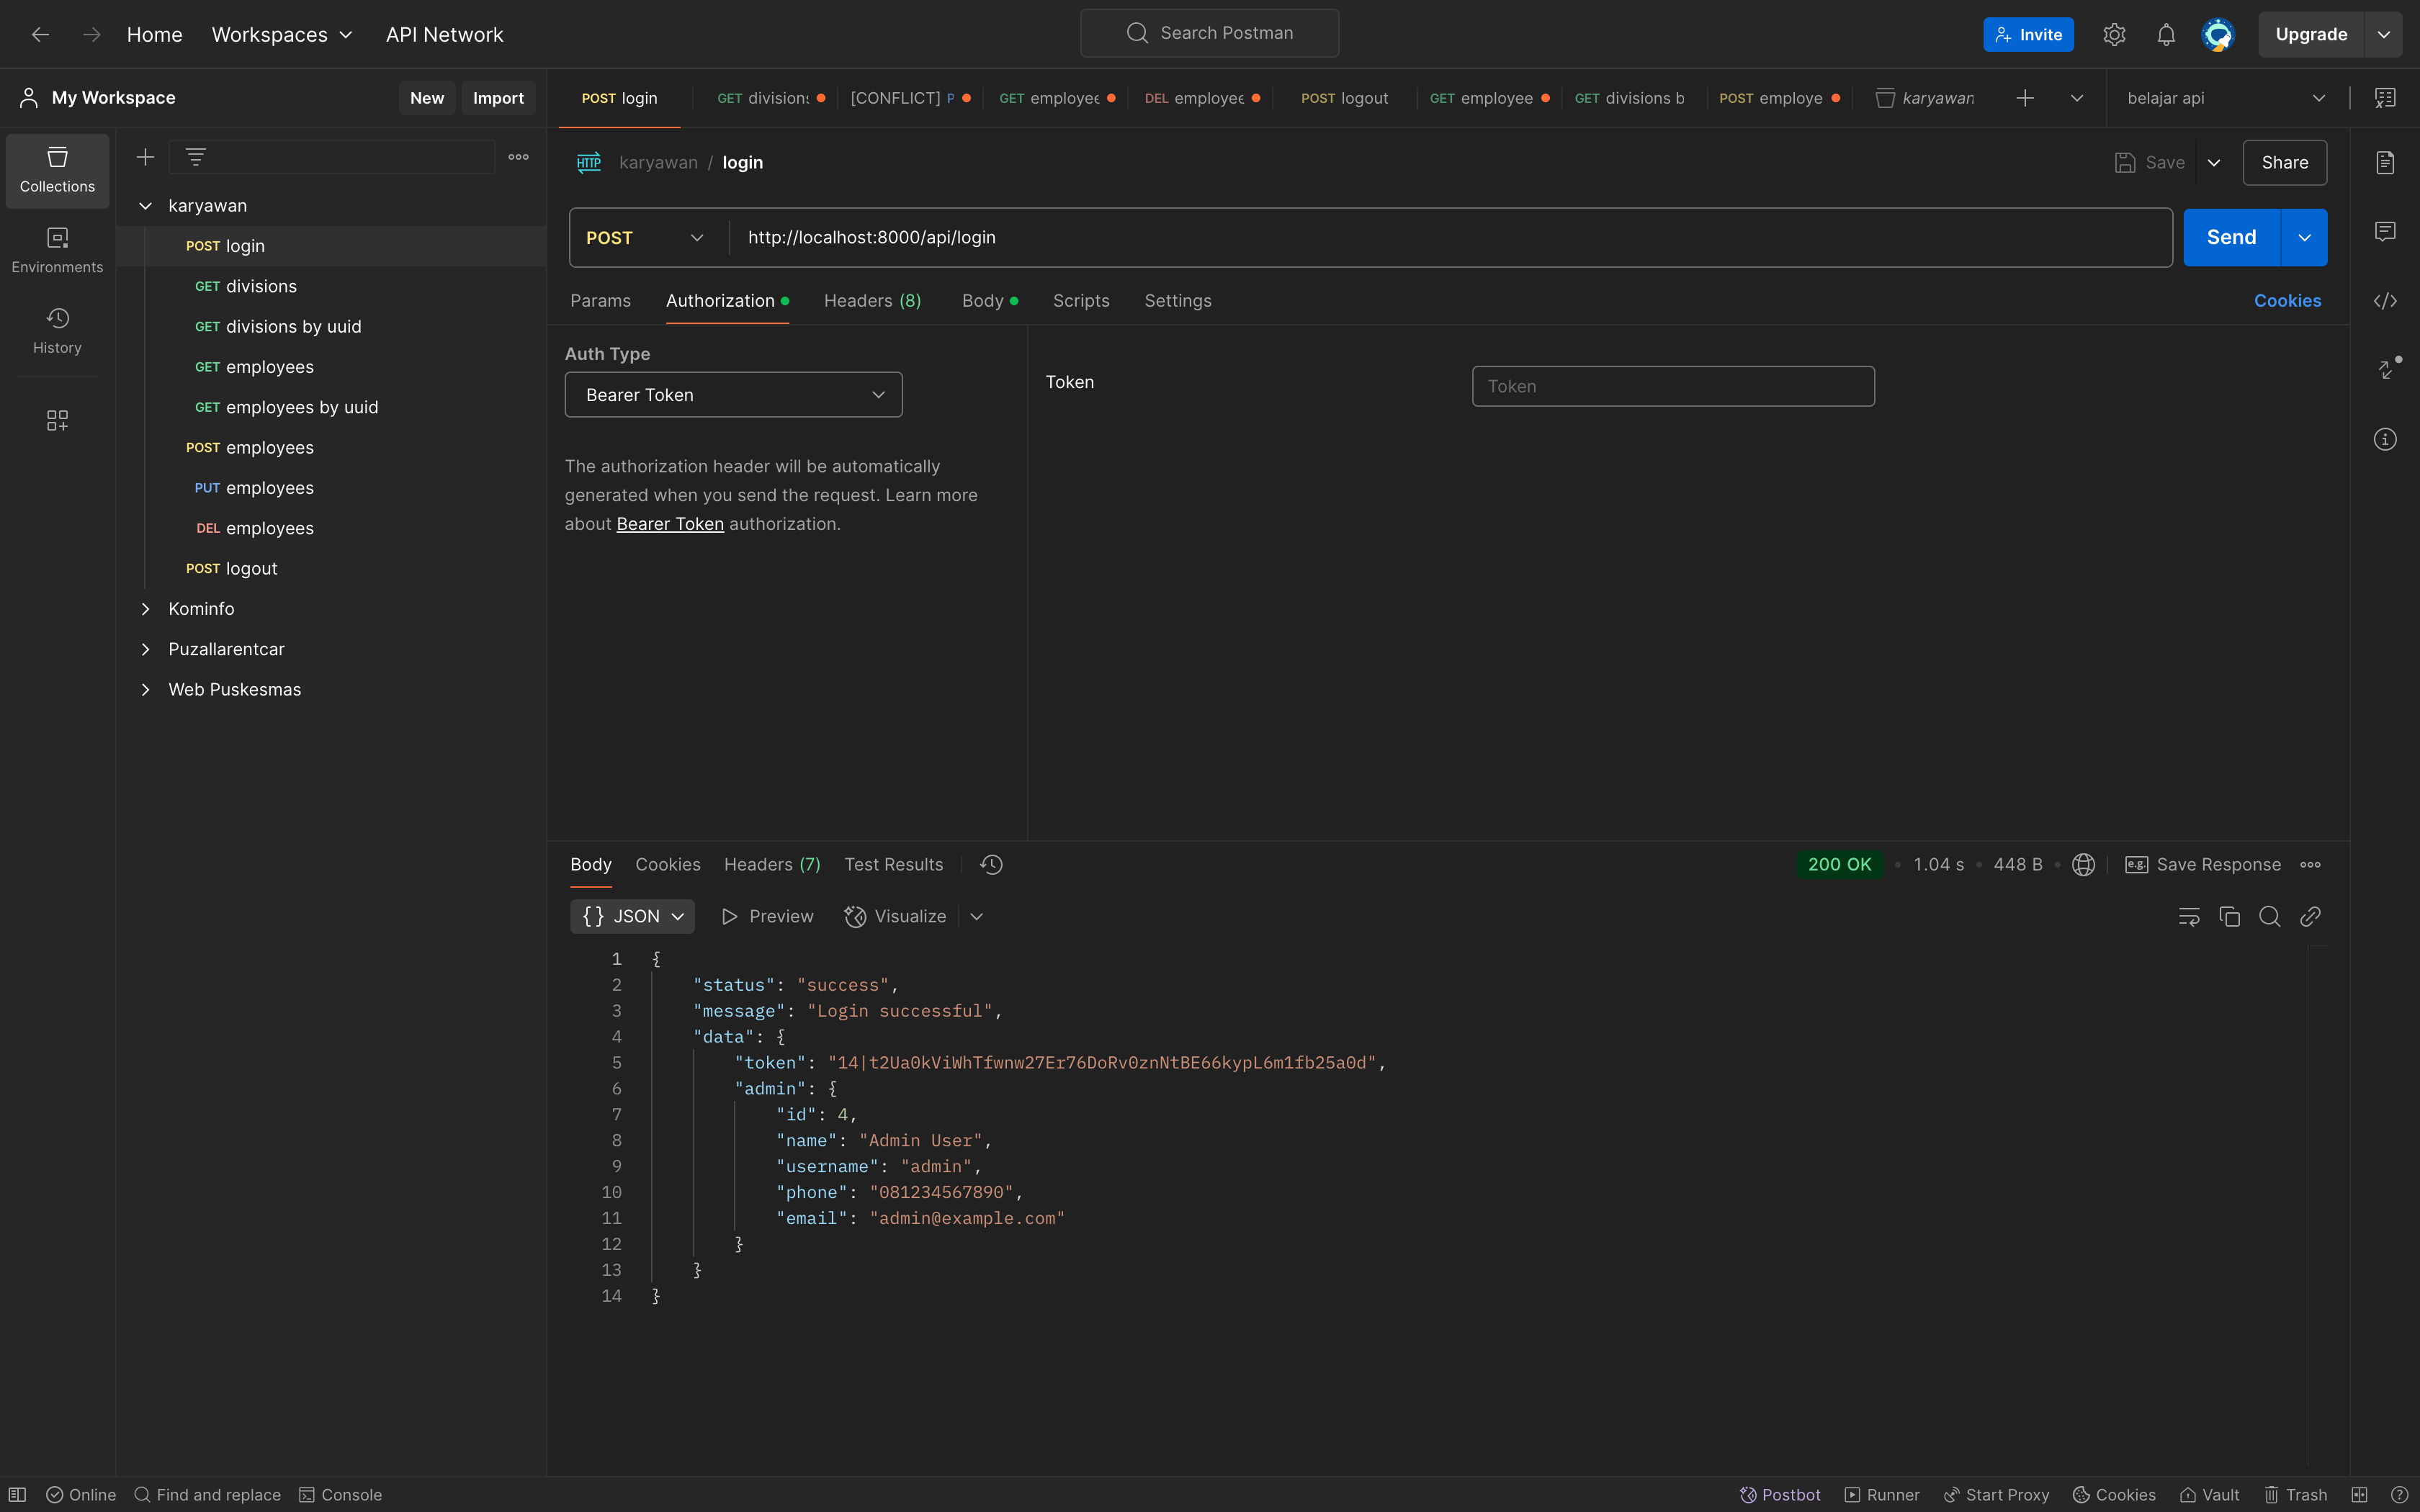 Home Workspaces API Network Search Postman Invite Upgrade
My Workspace New Import
POST login GET divisions [CONFLICT] P GET employee DEL employee POST logout GET employee GET divisions b POST employe karyawan belajar api
Collections
Environments
History
karyawan
POST login
GET divisions
GET divisions by uuid
GET employees
GET employees by uuid
POST employees
PUT employees
DEL employees
POST logout
Kominfo
Puzallarentcar
Web Puskesmas
HTTP karyawan / login Save Share
POST http://localhost:8000/api/login Send
Params Authorization Headers (8) Body Scripts Settings Cookies
Auth Type
Bearer Token
The authorization header will be automatically
generated when you send the request. Learn more
about Bearer Token authorization.
Token Token
Body Cookies Headers (7) Test Results 200 OK • 1.04 s • 448 B • e.g. Save Response
{} JSON Preview Visualize
1 {
2 "status": "success",
3 "message": "Login successful",
4 "data": {
5 "token": "14|t2Ua0kViWhTfwnw27Er76DoRv0znNtBE66kypL6m1fb25a0d",
6 "admin": {
7 "id": 4,
8 "name": "Admin User",
9 "username": "admin",
10 "phone": "081234567890",
11 "email": "admin@example.com"
12 }
13 }
14 }
Online Find and replace Console Postbot Runner Start Proxy Cookies Vault Trash